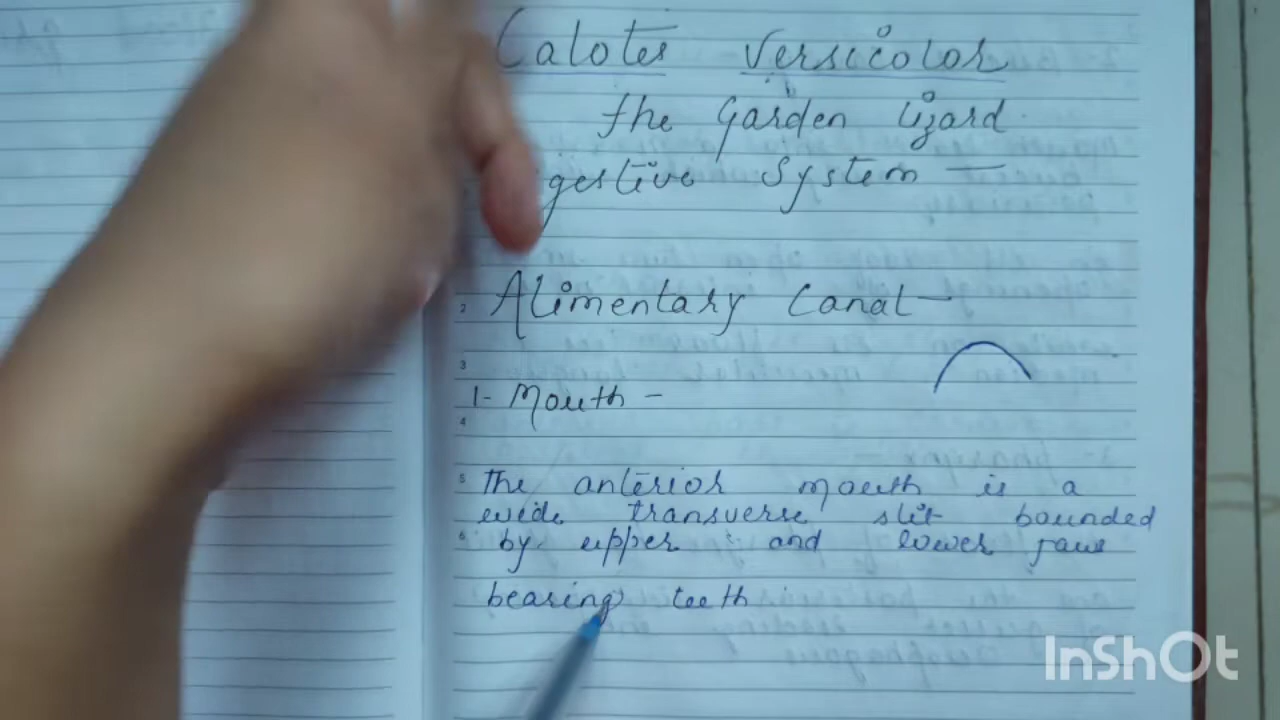 Calotes Versicolor
the Garden lizard
gestive System —
Alimentary Canal —
1- Mouth -
The anterior mouth is a
wide transverse slit bounded
by upper and lower jaws
bearing teeth
InShOt